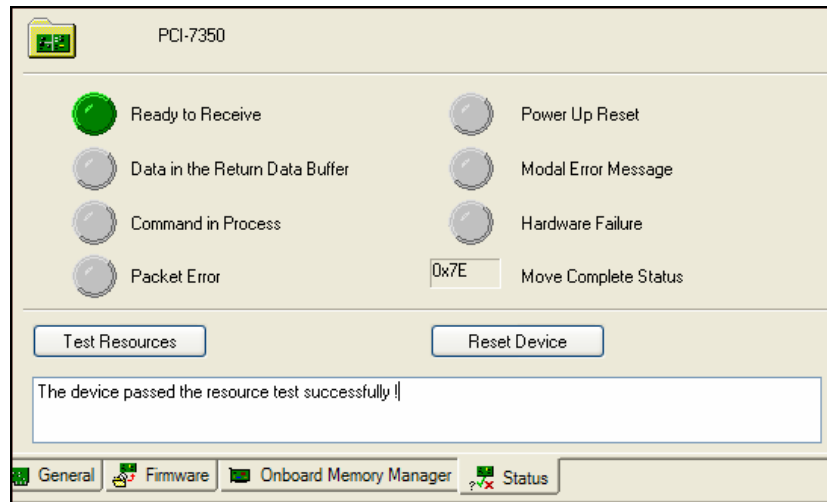 PCI-7350
Ready to Receive
Power Up Reset
Data in the Return Data Buffer
Modal Error Message
Command in Process
Hardware Failure
Packet Error
0x7E
Move Complete Status
Test Resources
Reset Device
The device passed the resource test successfully !
General
Firmware
Onboard Memory Manager
Status